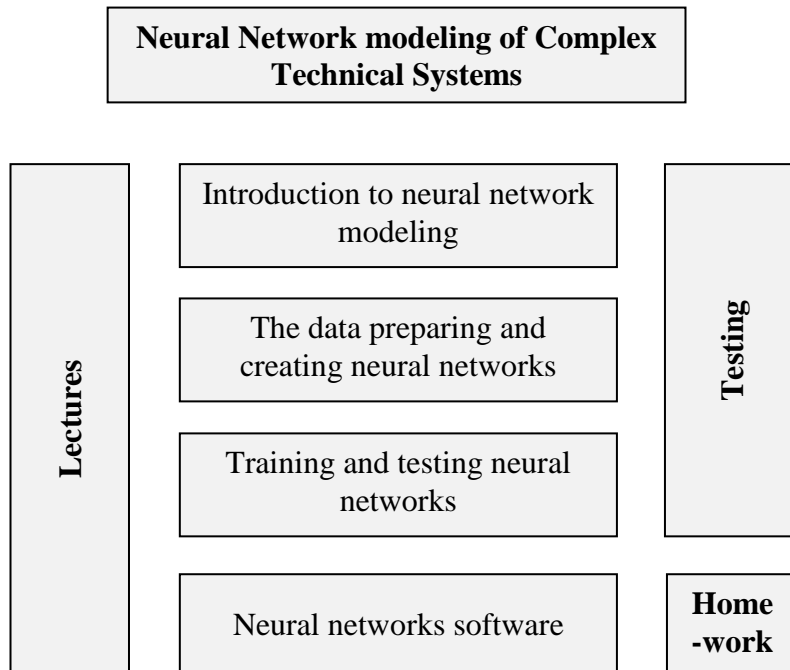 Neural Network modeling of Complex
Technical Systems
Lectures
Introduction to neural network
modeling
The data preparing and
creating neural networks
Training and testing neural
networks
Neural networks software
Testing
Home
-work